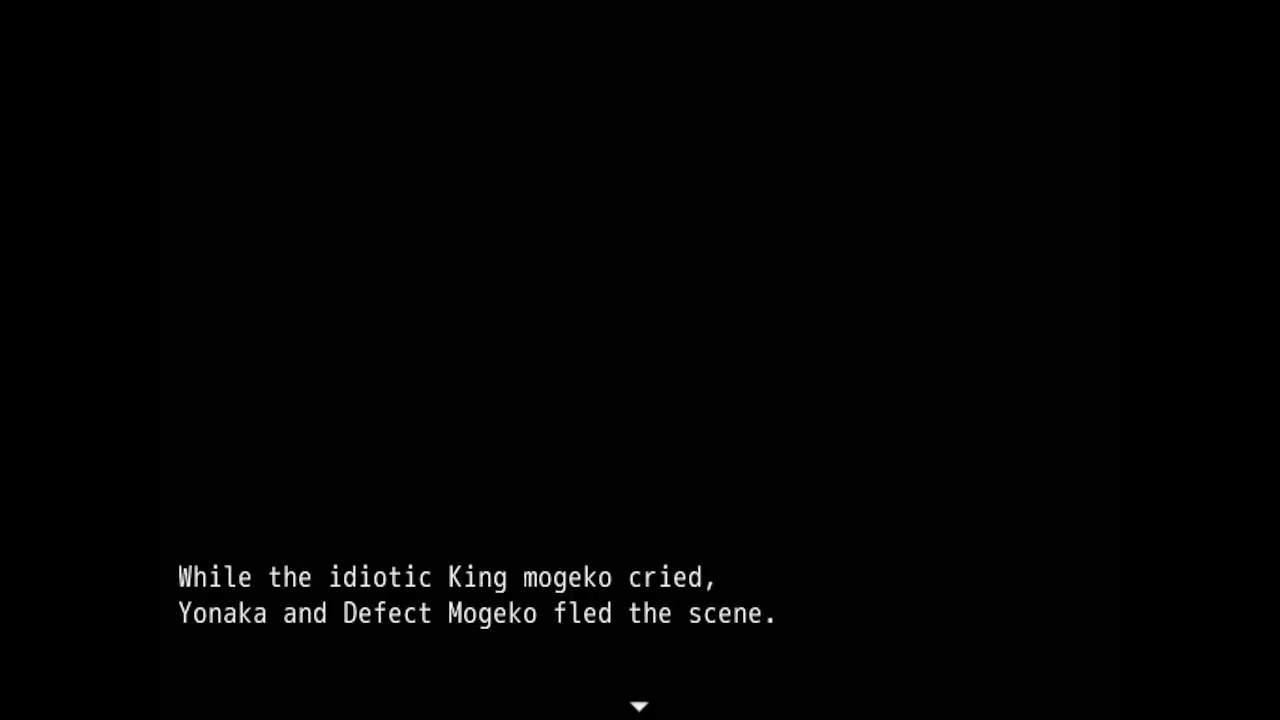 While the idiotic King mogeko cried,
Yonaka and Defect Mogeko fled the scene.